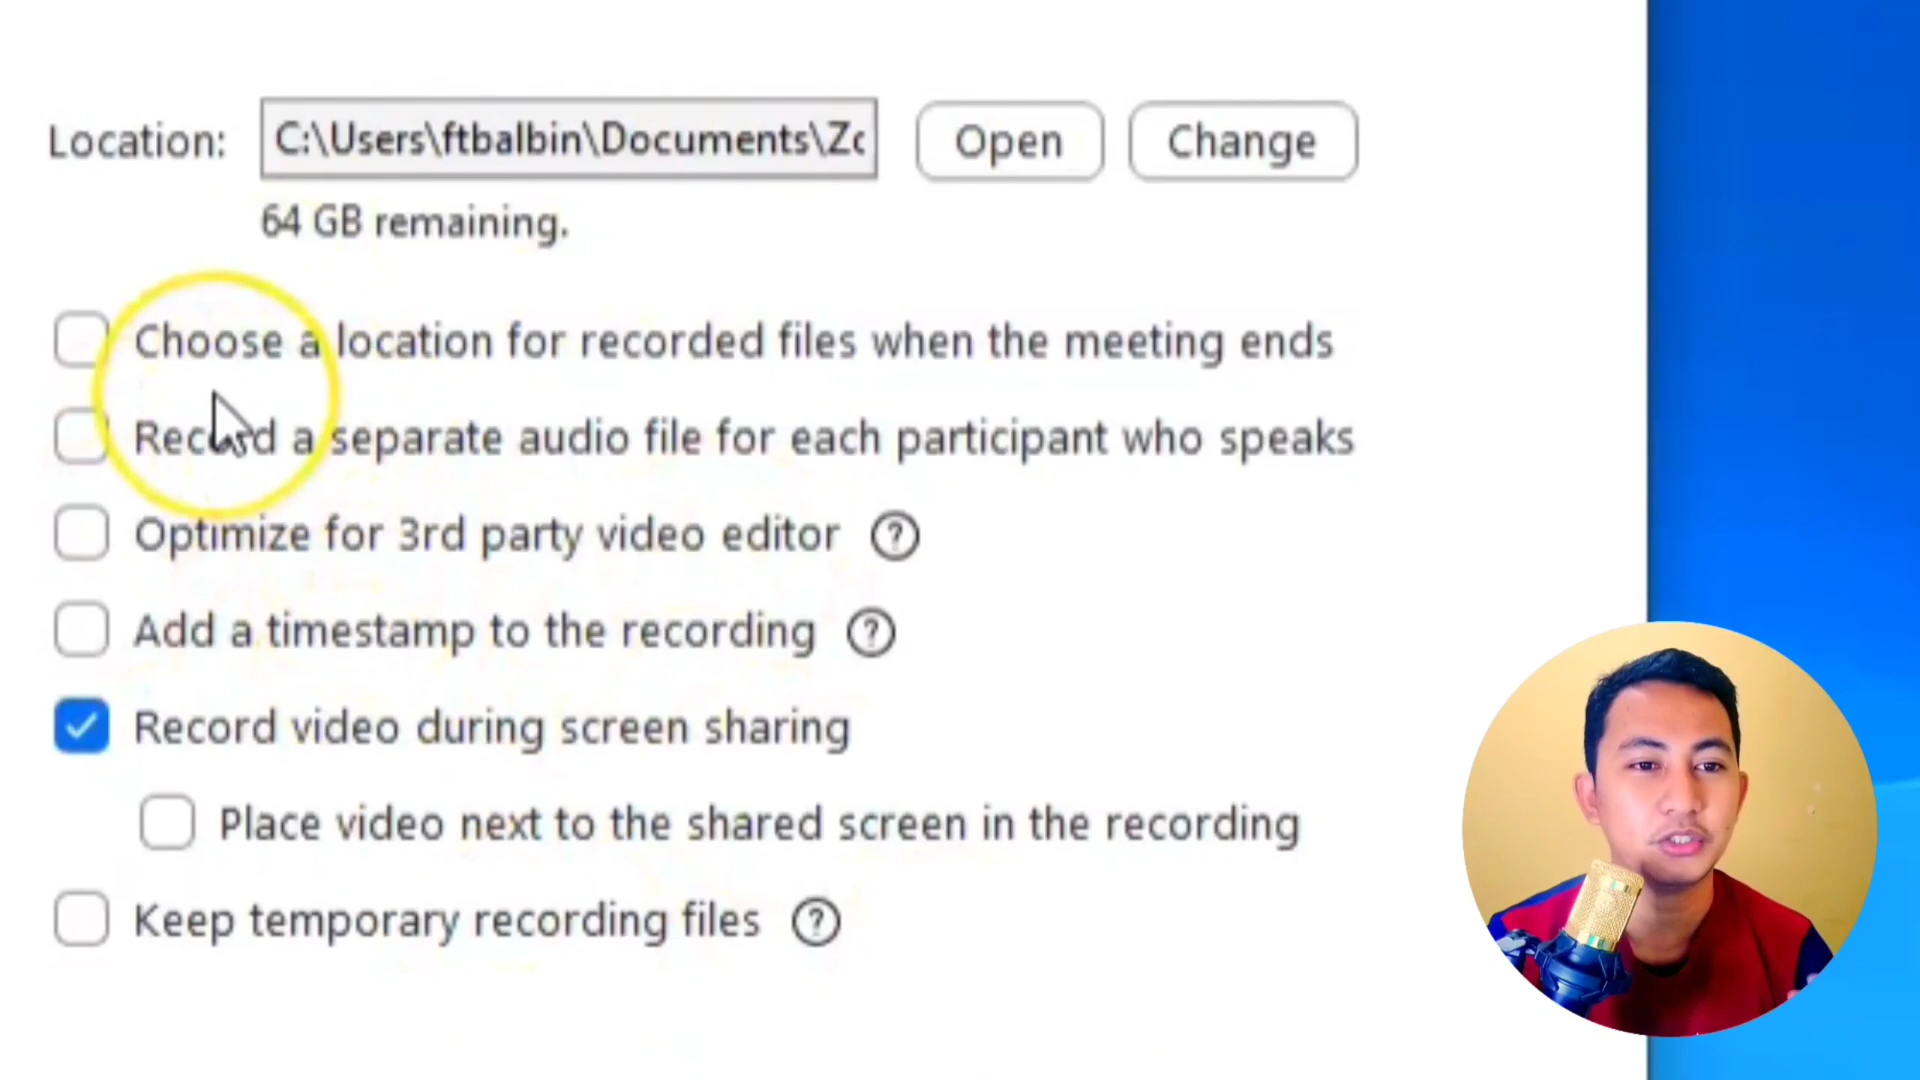 Location: C:\Users\ftbalbin\Documents\Zo Open Change
64 GB remaining.
Choose a location for recorded files when the meeting ends
Record a separate audio file for each participant who speaks
Optimize for 3rd party video editor ?
Add a timestamp to the recording ?
Record video during screen sharing
Place video next to the shared screen in the recording
Keep temporary recording files ?